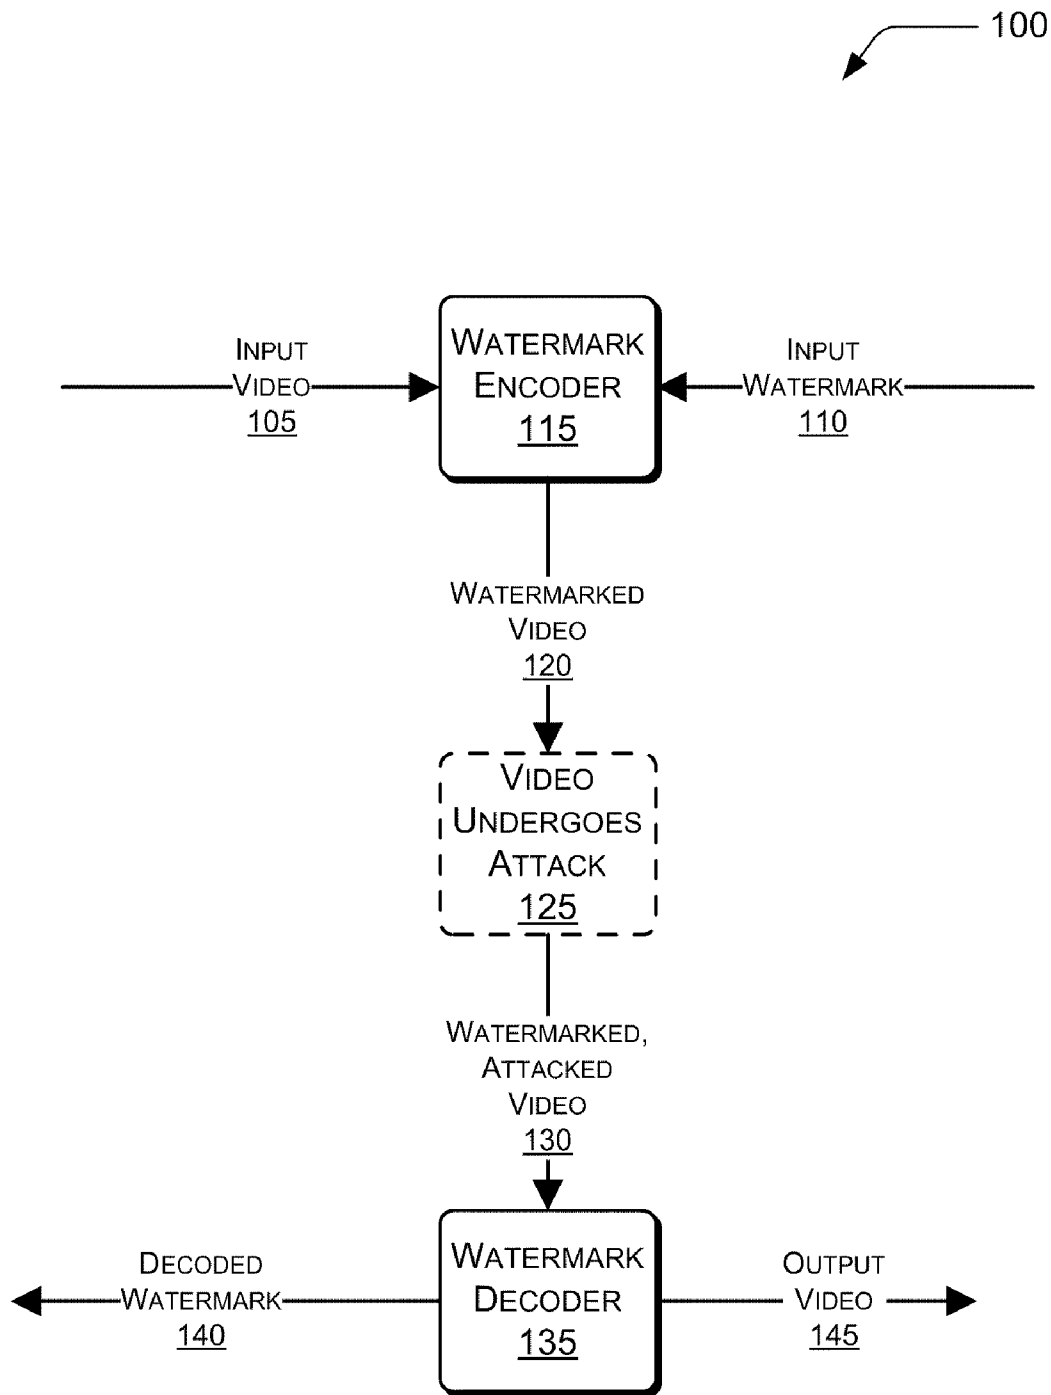 100
INPUT
VIDEO
105
WATERMARK
ENCODER
115
INPUT
WATERMARK
110
WATERMARKED
VIDEO
120
VIDEO
UNDERGOES
ATTACK
125
WATERMARKED,
ATTACKED
VIDEO
130
DECODED
WATERMARK
140
WATERMARK
DECODER
135
OUTPUT
VIDEO
145